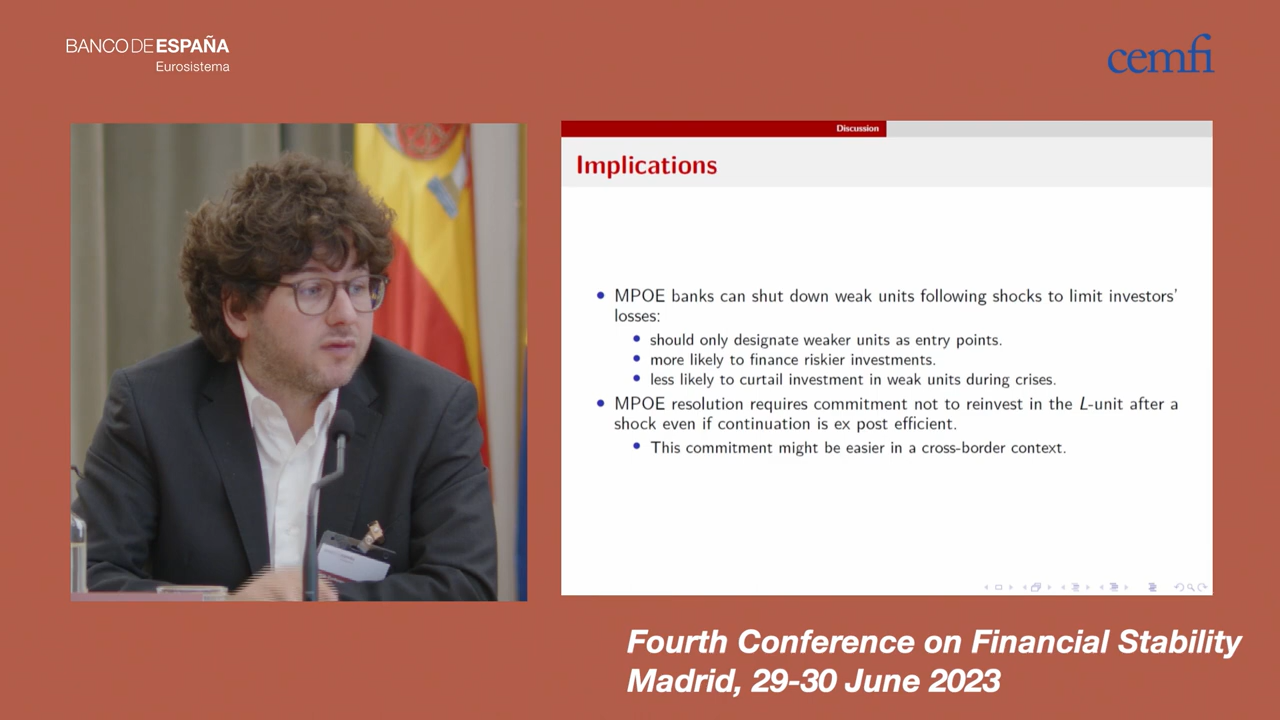 BANCO DE ESPAÑA
Eurosistema
cemfi
Discussion
Implications
• MPOE banks can shut down weak units following shocks to limit investors'
losses:
• should only designate weaker units as entry points.
• more likely to finance riskier investments.
• less likely to curtail investment in weak units during crises.
• MPOE resolution requires commitment not to reinvest in the L-unit after a
shock even if continuation is ex post efficient.
• This commitment might be easier in a cross-border context.
Fourth Conference on Financial Stability
Madrid, 29-30 June 2023